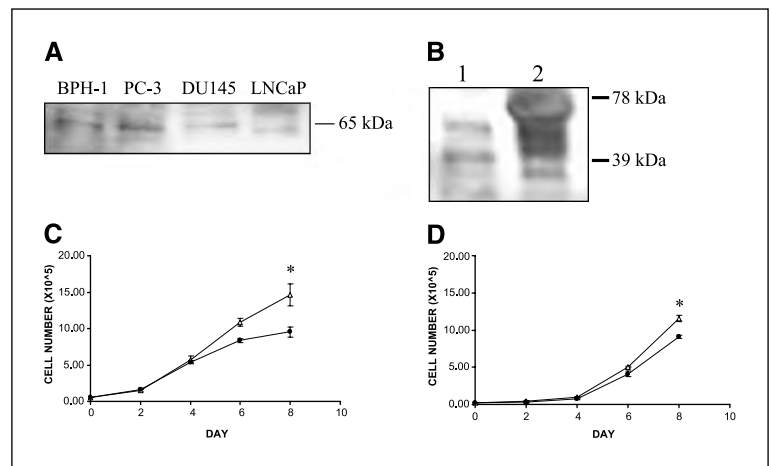 A
BPH-1 PC-3 DU145 LNCaP
65 kDa
B
1 2
78 kDa
39 kDa
C
CELL NUMBER (X10^5)
20.00
15.00
10.00
5.00
0.00
*
0 2 4 6 8 10
DAY
D
CELL NUMBER (X10^5)
20.00
15.00
10.00
5.00
0.00
*
0 2 4 6 8 10
DAY